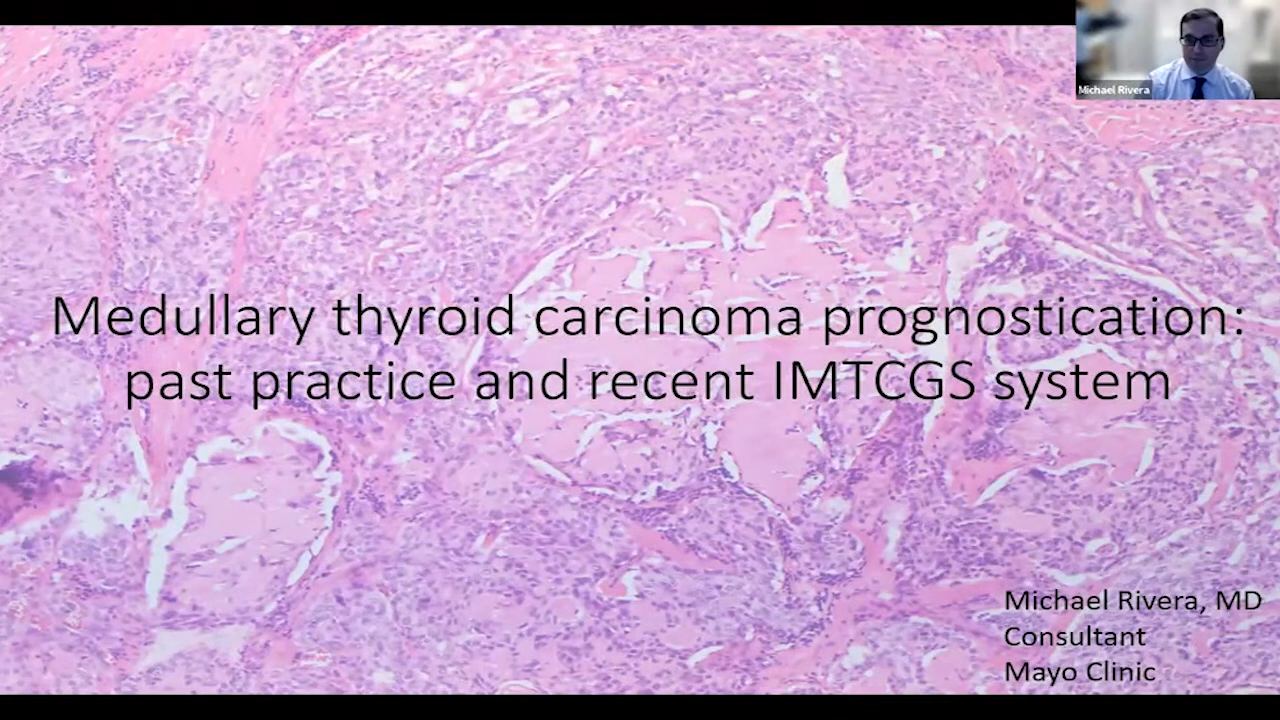 Michael Rivera
Medullary thyroid carcinoma prognostication:
past practice and recent IMTCGS system
Michael Rivera, MD
Consultant
Mayo Clinic